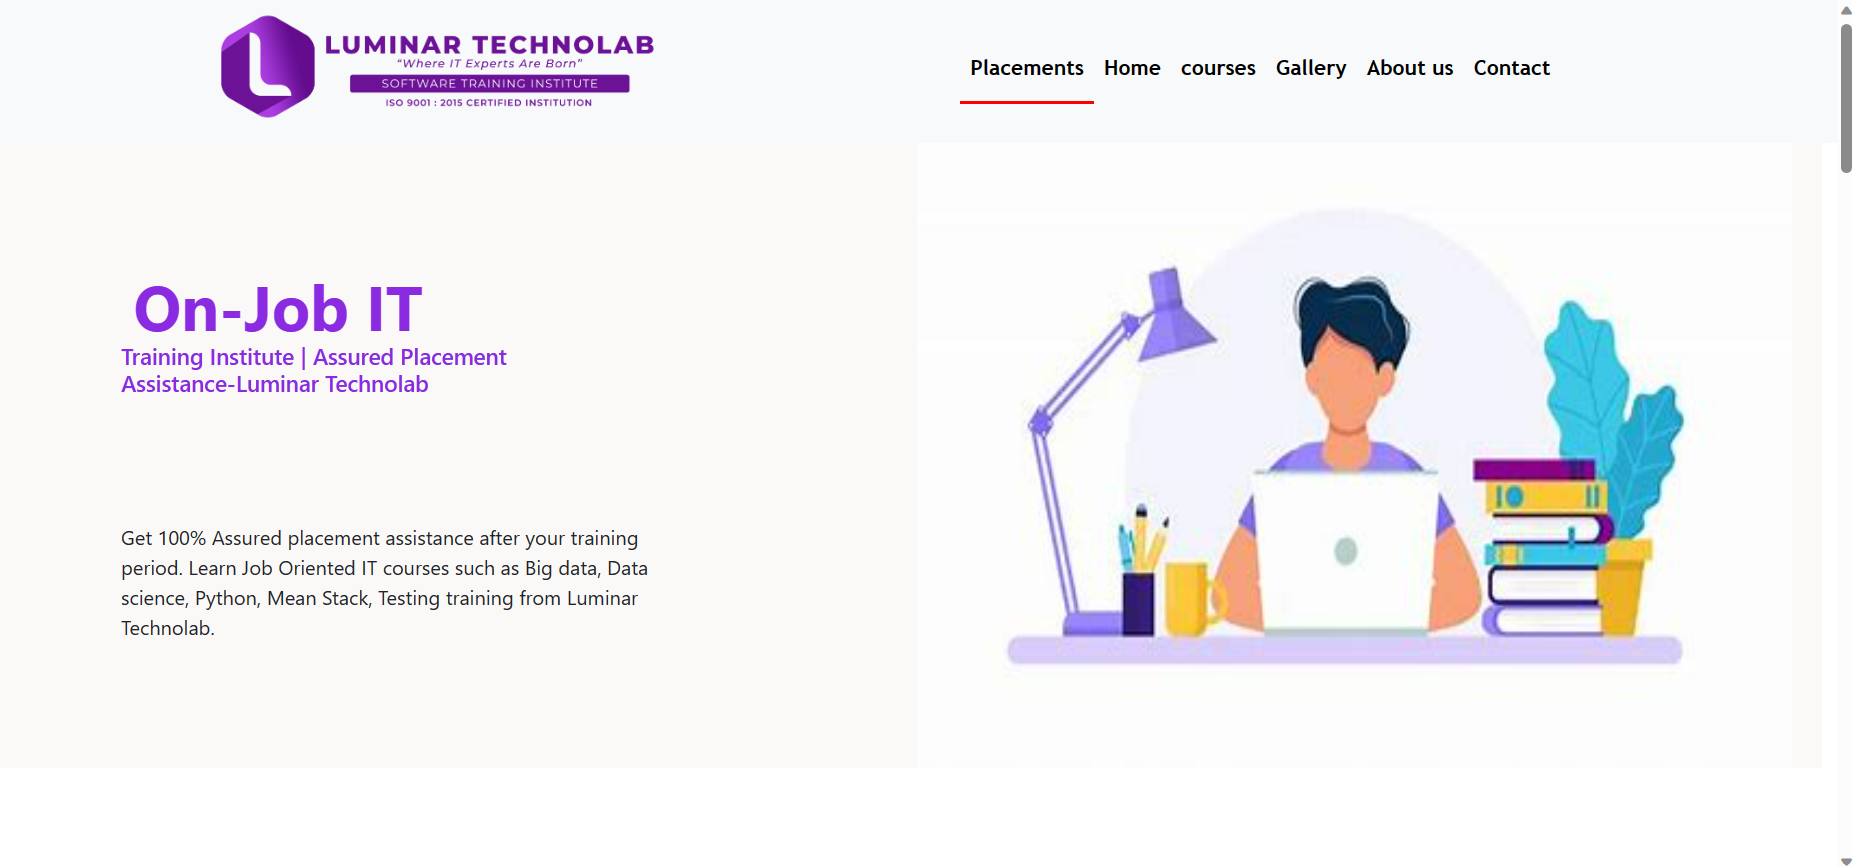 LUMINAR TECHNOLAB
“Where IT Experts Are Born”
SOFTWARE TRAINING INSTITUTE
ISO 9001 : 2015 CERTIFIED INSTITUTION
Placements Home courses Gallery About us Contact
On-Job IT
Training Institute | Assured Placement
Assistance-Luminar Technolab
Get 100% Assured placement assistance after your training
period. Learn Job Oriented IT courses such as Big data, Data
science, Python, Mean Stack, Testing training from Luminar
Technolab.